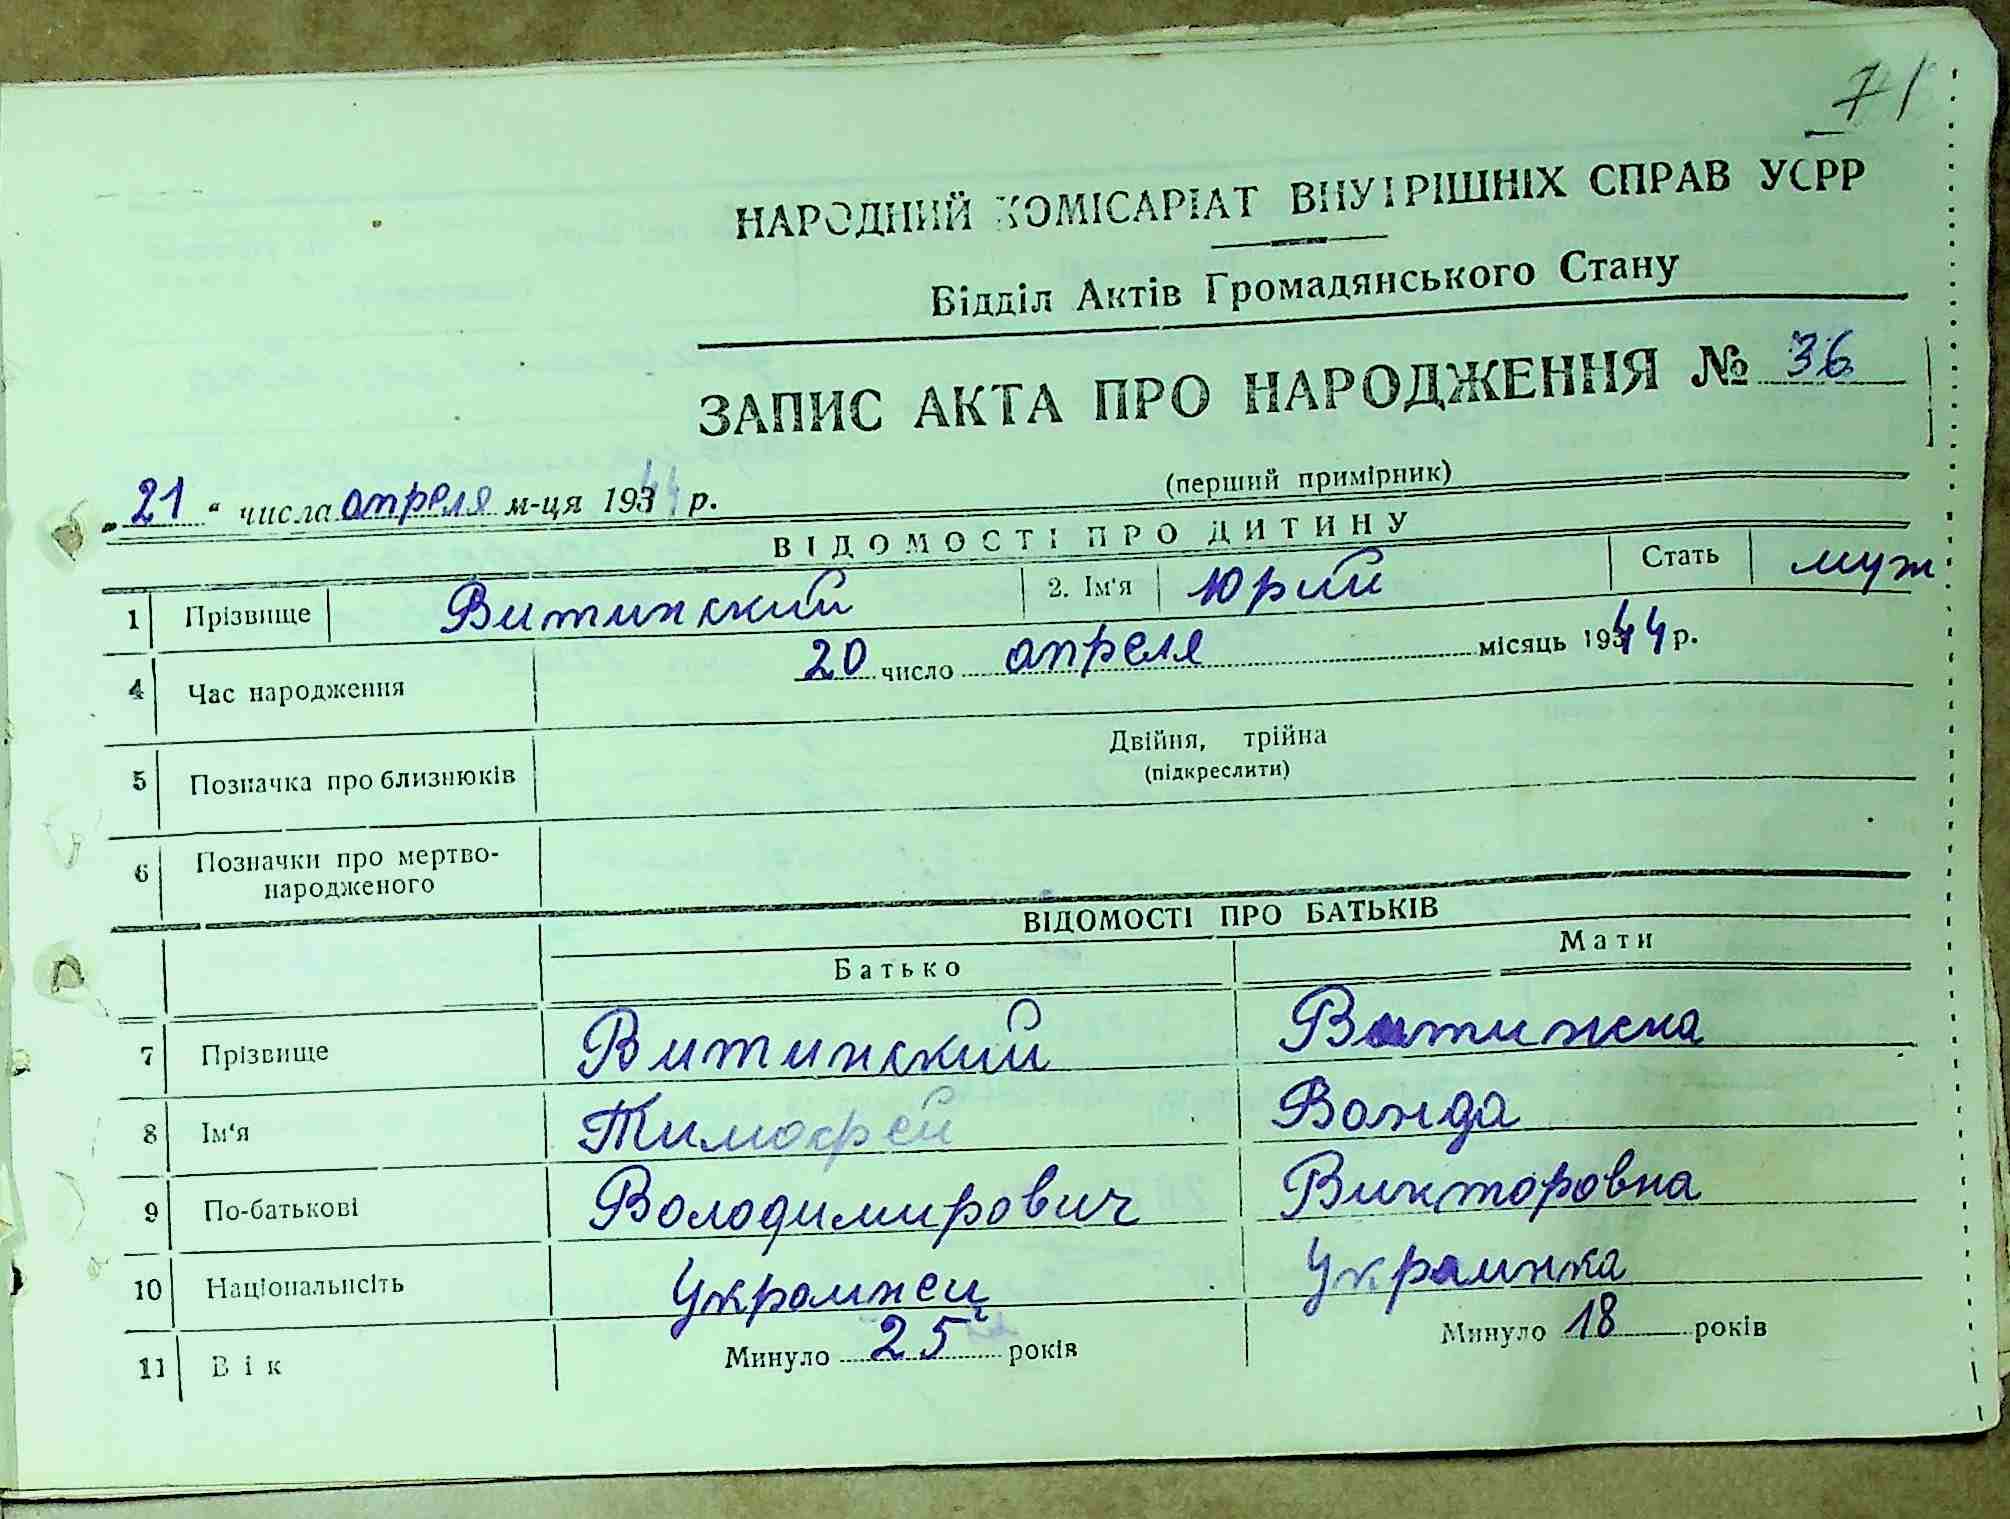 71
НАРОДНИЙ КОМІСАРІАТ ВНУТРІШНІХ СПРАВ УСРР
Відділ Актів Громадянського Стану
ЗАПИС АКТА ПРО НАРОДЖЕННЯ № 36
(перший примірник)
„21“ числа апреля м-ця 1944 р.
ВІДОМОСТІ ПРО ДИТИНУ
1 Прізвище Витинский 2. Ім'я Юрий Стать муж
4 Час народження 20 число апреля місяць 1944 р.
5 Позначка про близнюків Двійня, трійна
(підкреслити)
6 Позначки про мертво-
народженого
ВІДОМОСТІ ПРО БАТЬКІВ
Батько Мати
7 Прізвище Витинский Витинска
8 Ім'я Тимофей Ванда
9 По-батькові Володимирович Викторовна
10 Національність Украинец Украинка
11 Вік Минуло 25 років Минуло 18 років